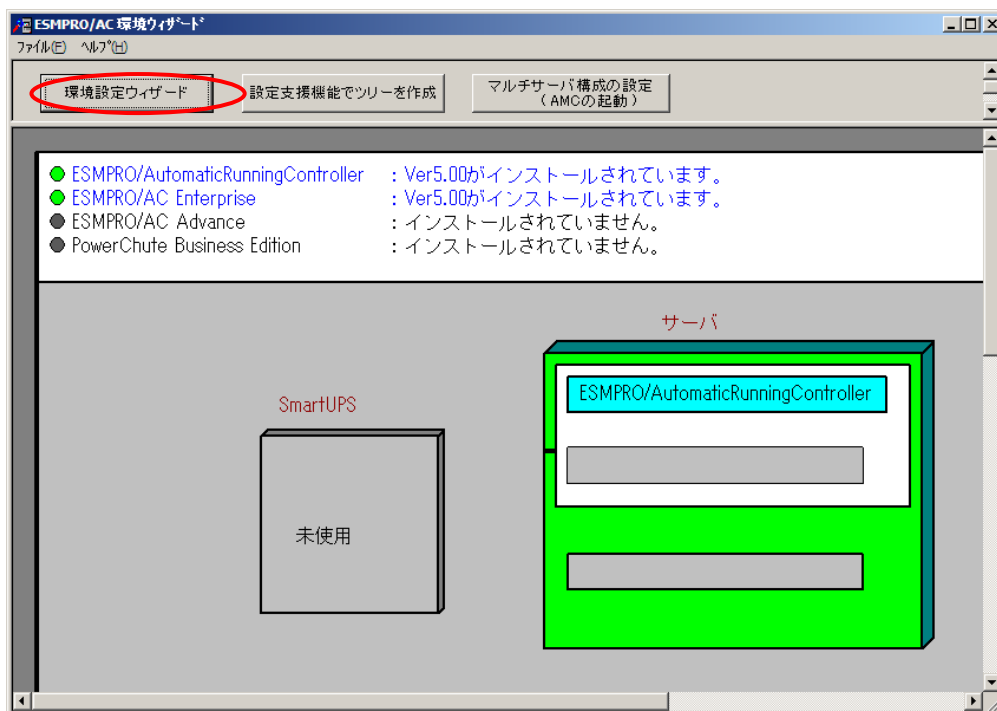 ESMPRO/AC 環境ウィザード
ファイル(F) ヘルプ(H)
環境設定ウィザード
設定支援機能でツリーを作成
マルチサーバ構成の設定
(AMCの起動)
ESMPRO/AutomaticRunningController : Ver5.00がインストールされています。
ESMPRO/AC Enterprise : Ver5.00がインストールされています。
ESMPRO/AC Advance : インストールされていません。
PowerChute Business Edition : インストールされていません。
サーバ
ESMPRO/AutomaticRunningController
SmartUPS
未使用